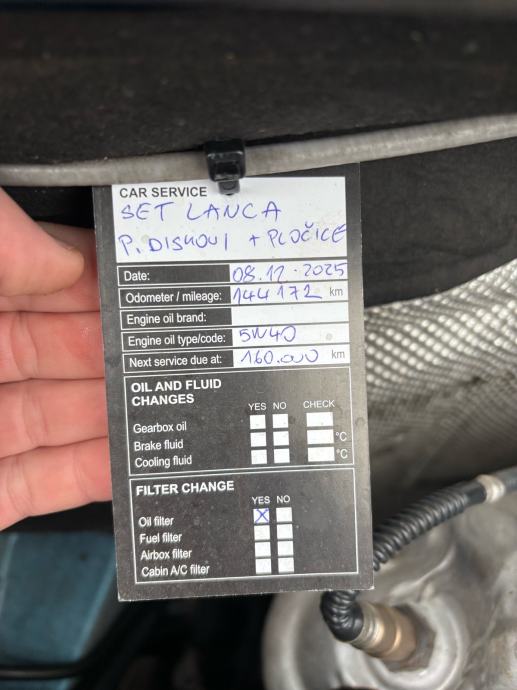 CAR SERVICE
SET LANCA
P. DISKOVI + PLOČICE
Date: 08.12.2025
Odometer / mileage: 144172 km
Engine oil brand:
Engine oil type/code: 5W40
Next service due at: 160.000 km
OIL AND FLUID
CHANGES
YES NO CHECK
Gearbox oil
Brake fluid °C
Cooling fluid °C
FILTER CHANGE
YES NO
Oil filter X
Fuel filter
Airbox filter
Cabin A/C filter